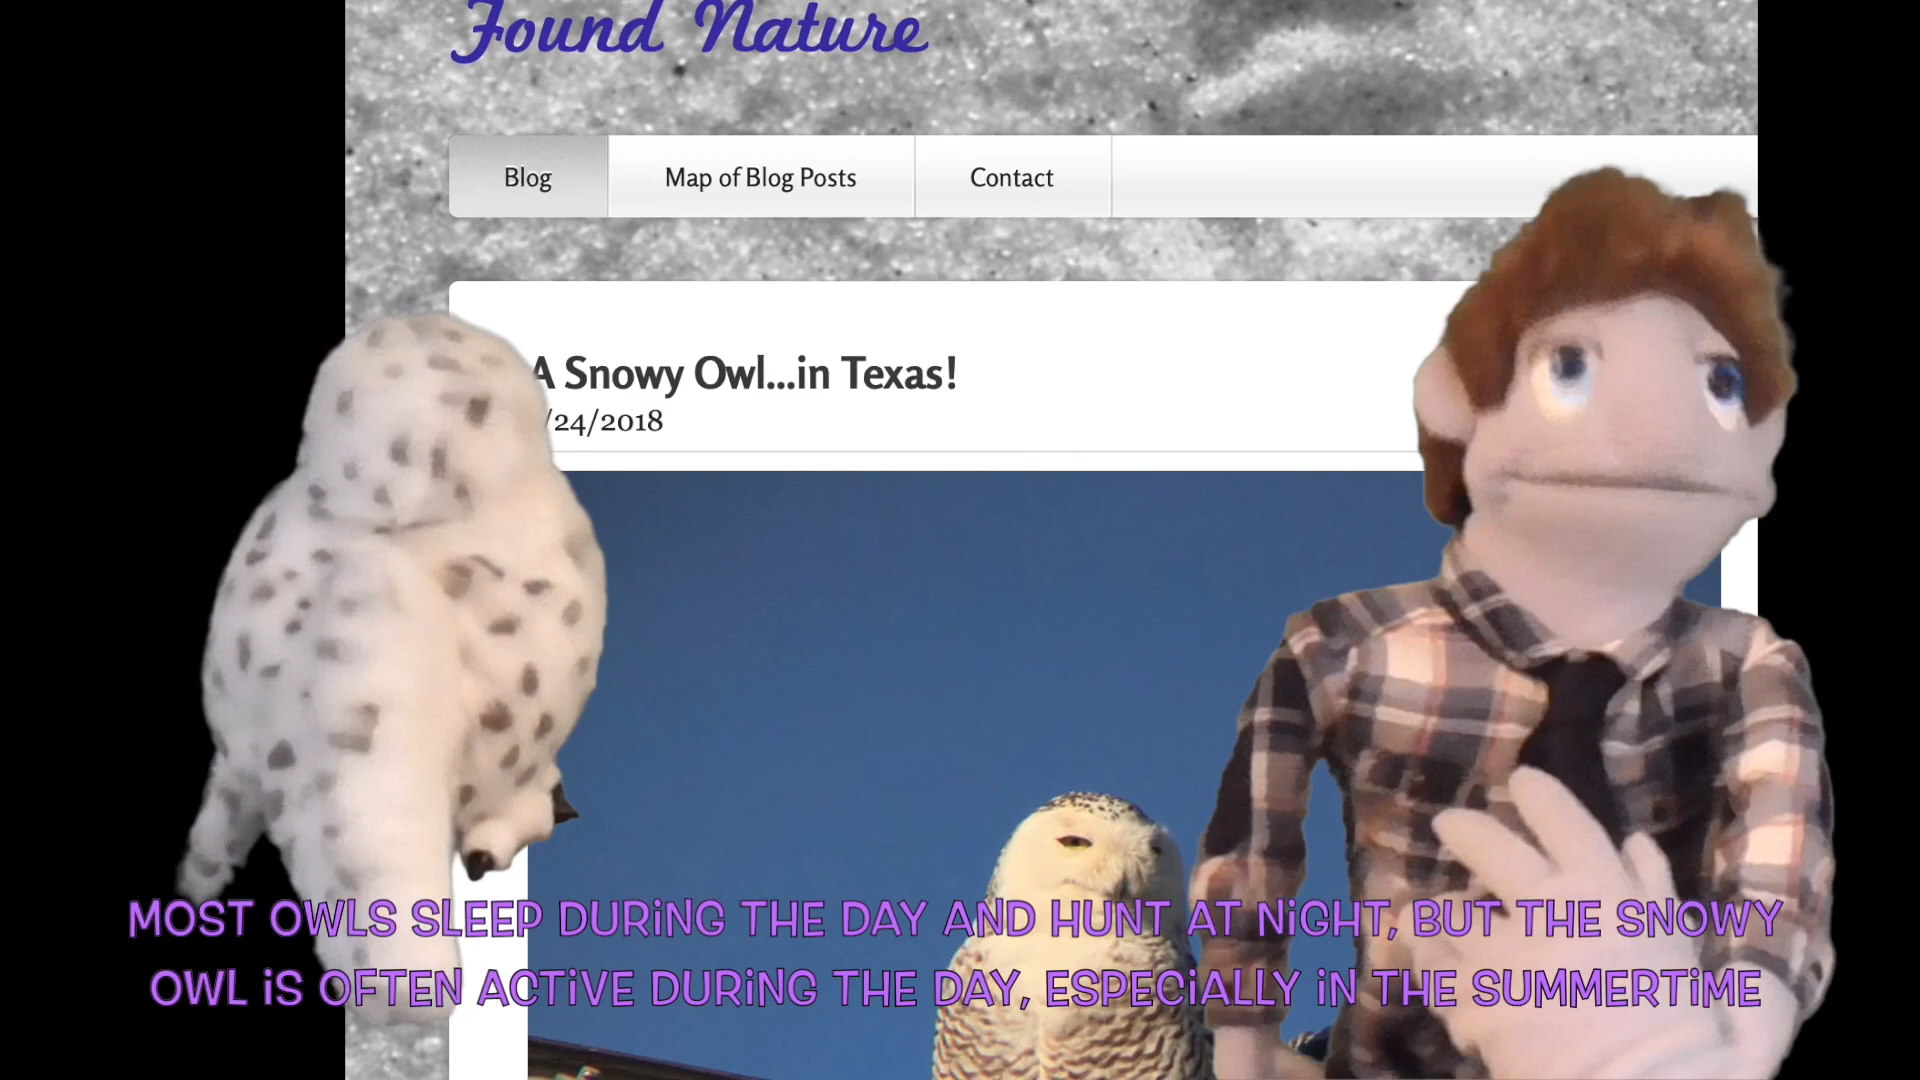 Found Nature
Blog
Map of Blog Posts
Contact
A Snowy Owl...in Texas!
/24/2018
MOST OWLS SLEEP DURiNG THE DAY AND HUNT AT NiGHT, BUT THE SNOWY
OWL iS OFTEN ACTiVE DURiNG THE DAY, ESPECiALLY iN THE SUMMERTiME